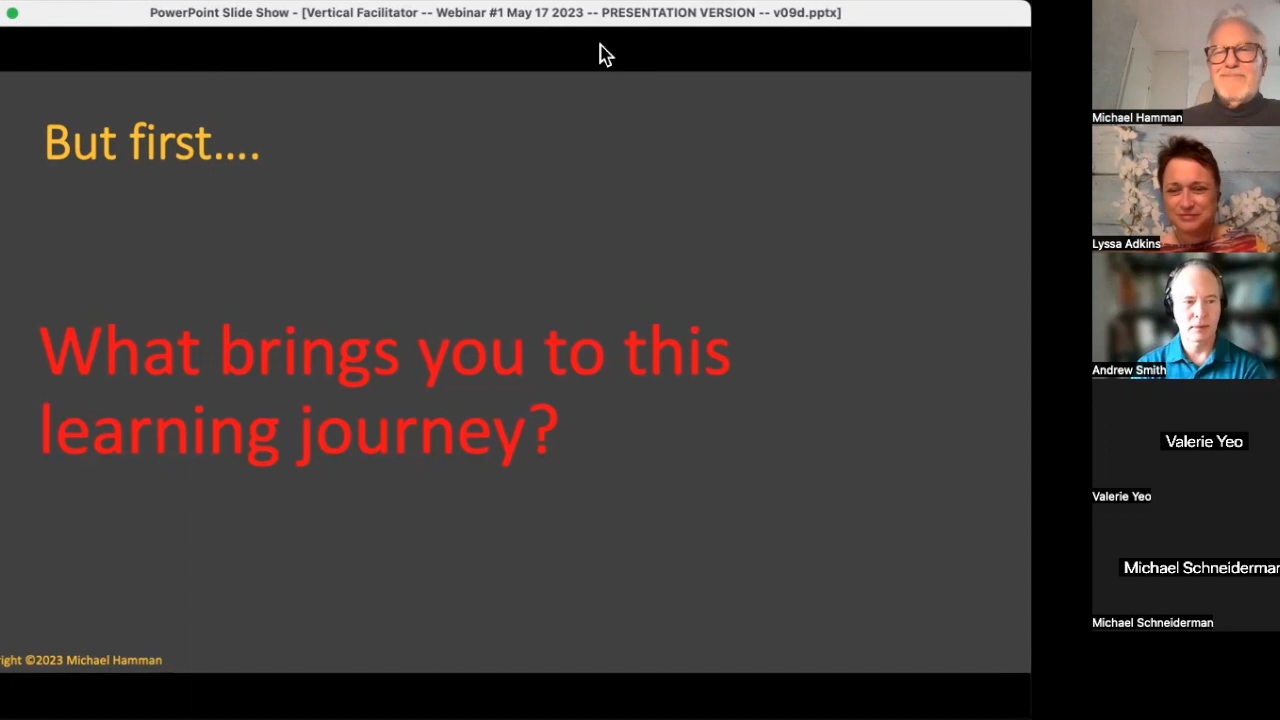 PowerPoint Slide Show - [Vertical Facilitator -- Webinar #1 May 17 2023 -- PRESENTATION VERSION -- v09d.pptx]
But first....
What brings you to this
learning journey?
right ©2023 Michael Hamman
Michael Hamman
Lyssa Adkins
Andrew Smith
Valerie Yeo
Valerie Yeo
Michael Schneiderman
Michael Schneiderman